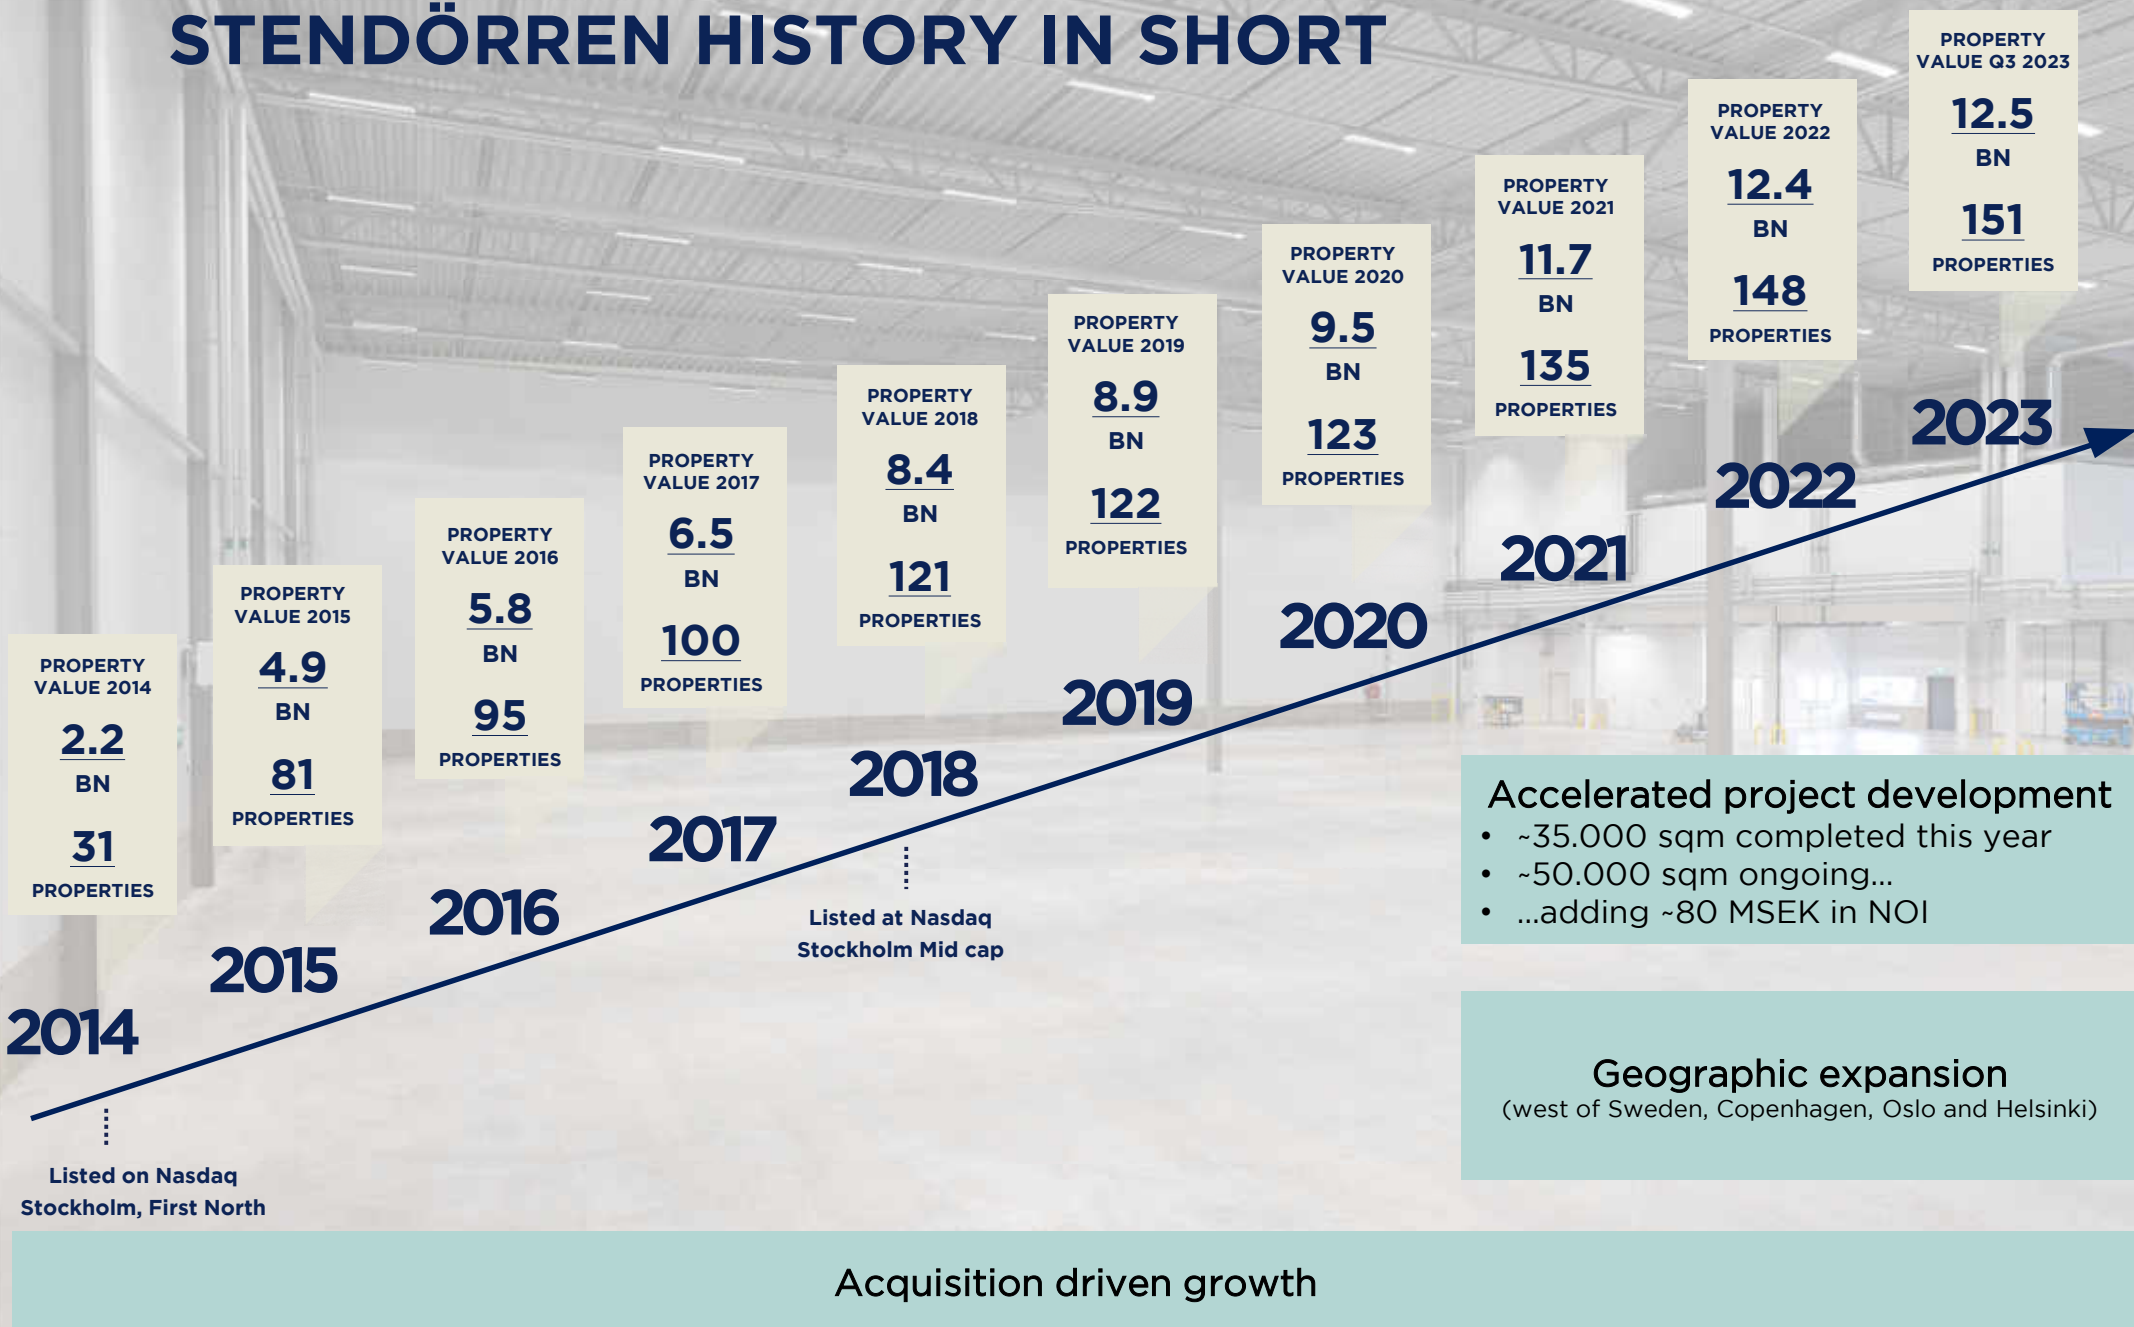 STENDÖRREN HISTORY IN SHORT
PROPERTY
VALUE 2014
2.2
BN
31
PROPERTIES
2014
Listed on Nasdaq
Stockholm, First North
PROPERTY
VALUE 2015
4.9
BN
81
PROPERTIES
2015
PROPERTY
VALUE 2016
5.8
BN
95
PROPERTIES
2016
PROPERTY
VALUE 2017
6.5
BN
100
PROPERTIES
2017
PROPERTY
VALUE 2018
8.4
BN
121
PROPERTIES
2018
Listed at Nasdaq
Stockholm Mid cap
PROPERTY
VALUE 2019
8.9
BN
122
PROPERTIES
2019
PROPERTY
VALUE 2020
9.5
BN
123
PROPERTIES
2020
PROPERTY
VALUE 2021
11.7
BN
135
PROPERTIES
2021
PROPERTY
VALUE 2022
12.4
BN
148
PROPERTIES
2022
PROPERTY
VALUE Q3 2023
12.5
BN
151
PROPERTIES
2023
Accelerated project development
• ~35.000 sqm completed this year
• ~50.000 sqm ongoing...
• ...adding ~80 MSEK in NOI
Geographic expansion
(west of Sweden, Copenhagen, Oslo and Helsinki)
Acquisition driven growth